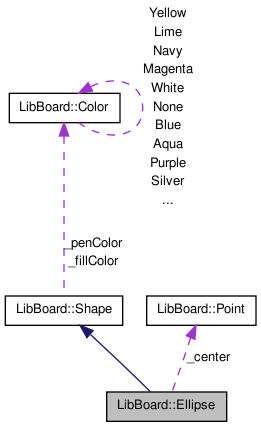 Yellow
Lime
Navy
Magenta
White
None
Blue
Aqua
Purple
Silver
...
LibBoard::Color
_penColor
_fillColor
LibBoard::Shape
LibBoard::Point
_center
LibBoard::Ellipse